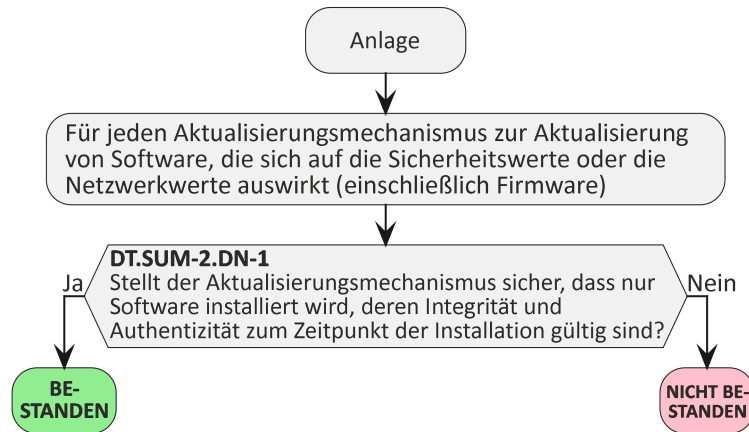 Anlage
Für jeden Aktualisierungsmechanismus zur Aktualisierung
von Software, die sich auf die Sicherheitswerte oder die
Netzwerkwerte auswirkt (einschließlich Firmware)
DT.SUM-2.DN-1
Stellt der Aktualisierungsmechanismus sicher, dass nur
Software installiert wird, deren Integrität und
Authentizität zum Zeitpunkt der Installation gültig sind?
Ja
Nein
BE-
STANDEN
NICHT BE-
STANDEN